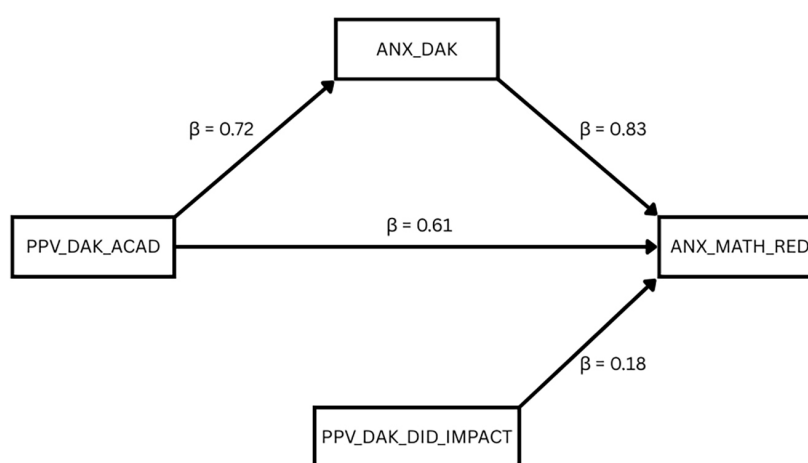 ANX_DAK
β = 0.72
β = 0.83
β = 0.61
PPV_DAK_ACAD
ANX_MATH_RED
β = 0.18
PPV_DAK_DID_IMPACT